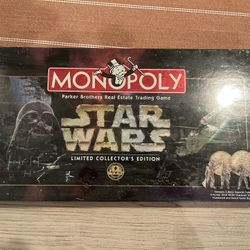 MONOPOLY
Parker Brothers Real Estate Trading Game
STAR
WARS
LIMITED COLLECTOR'S EDITION